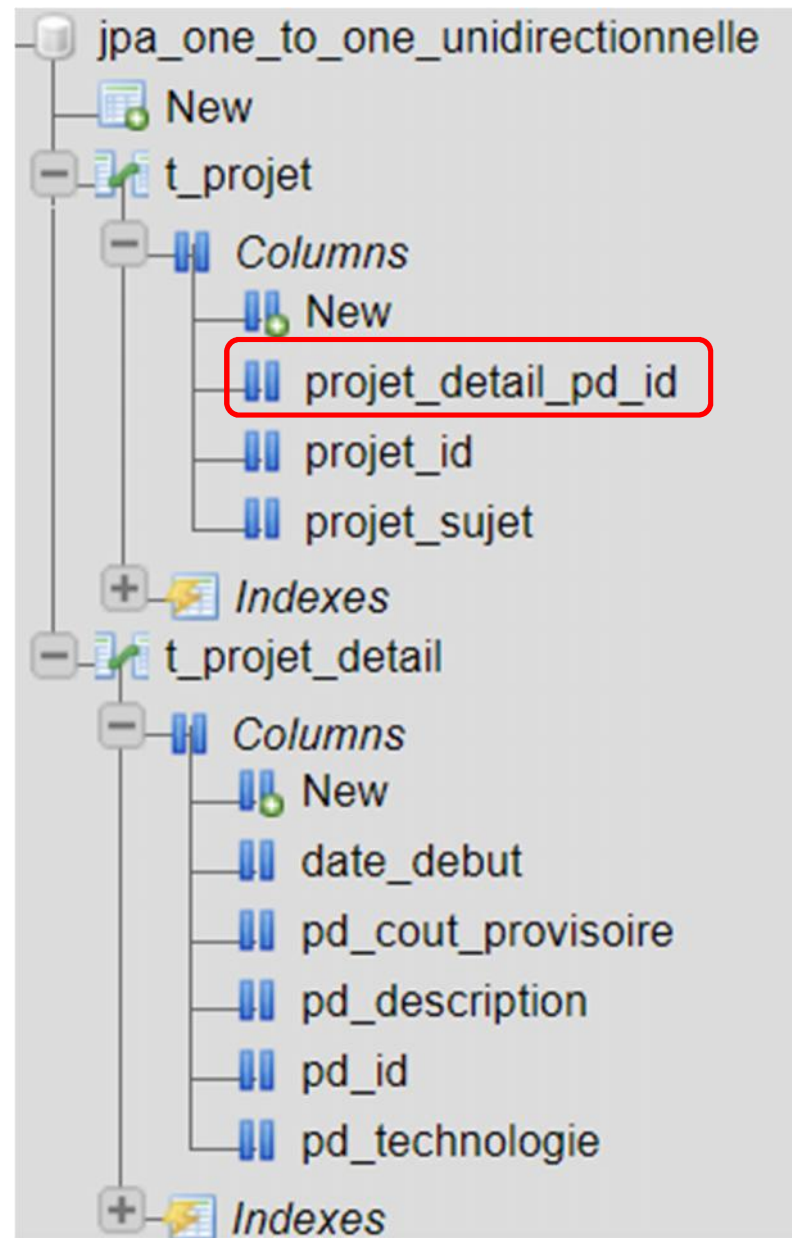 jpa_one_to_one_unidirectionnelle
New
t_projet
Columns
New
projet_detail_pd_id
projet_id
projet_sujet
Indexes
t_projet_detail
Columns
New
date_debut
pd_cout_provisoire
pd_description
pd_id
pd_technologie
Indexes